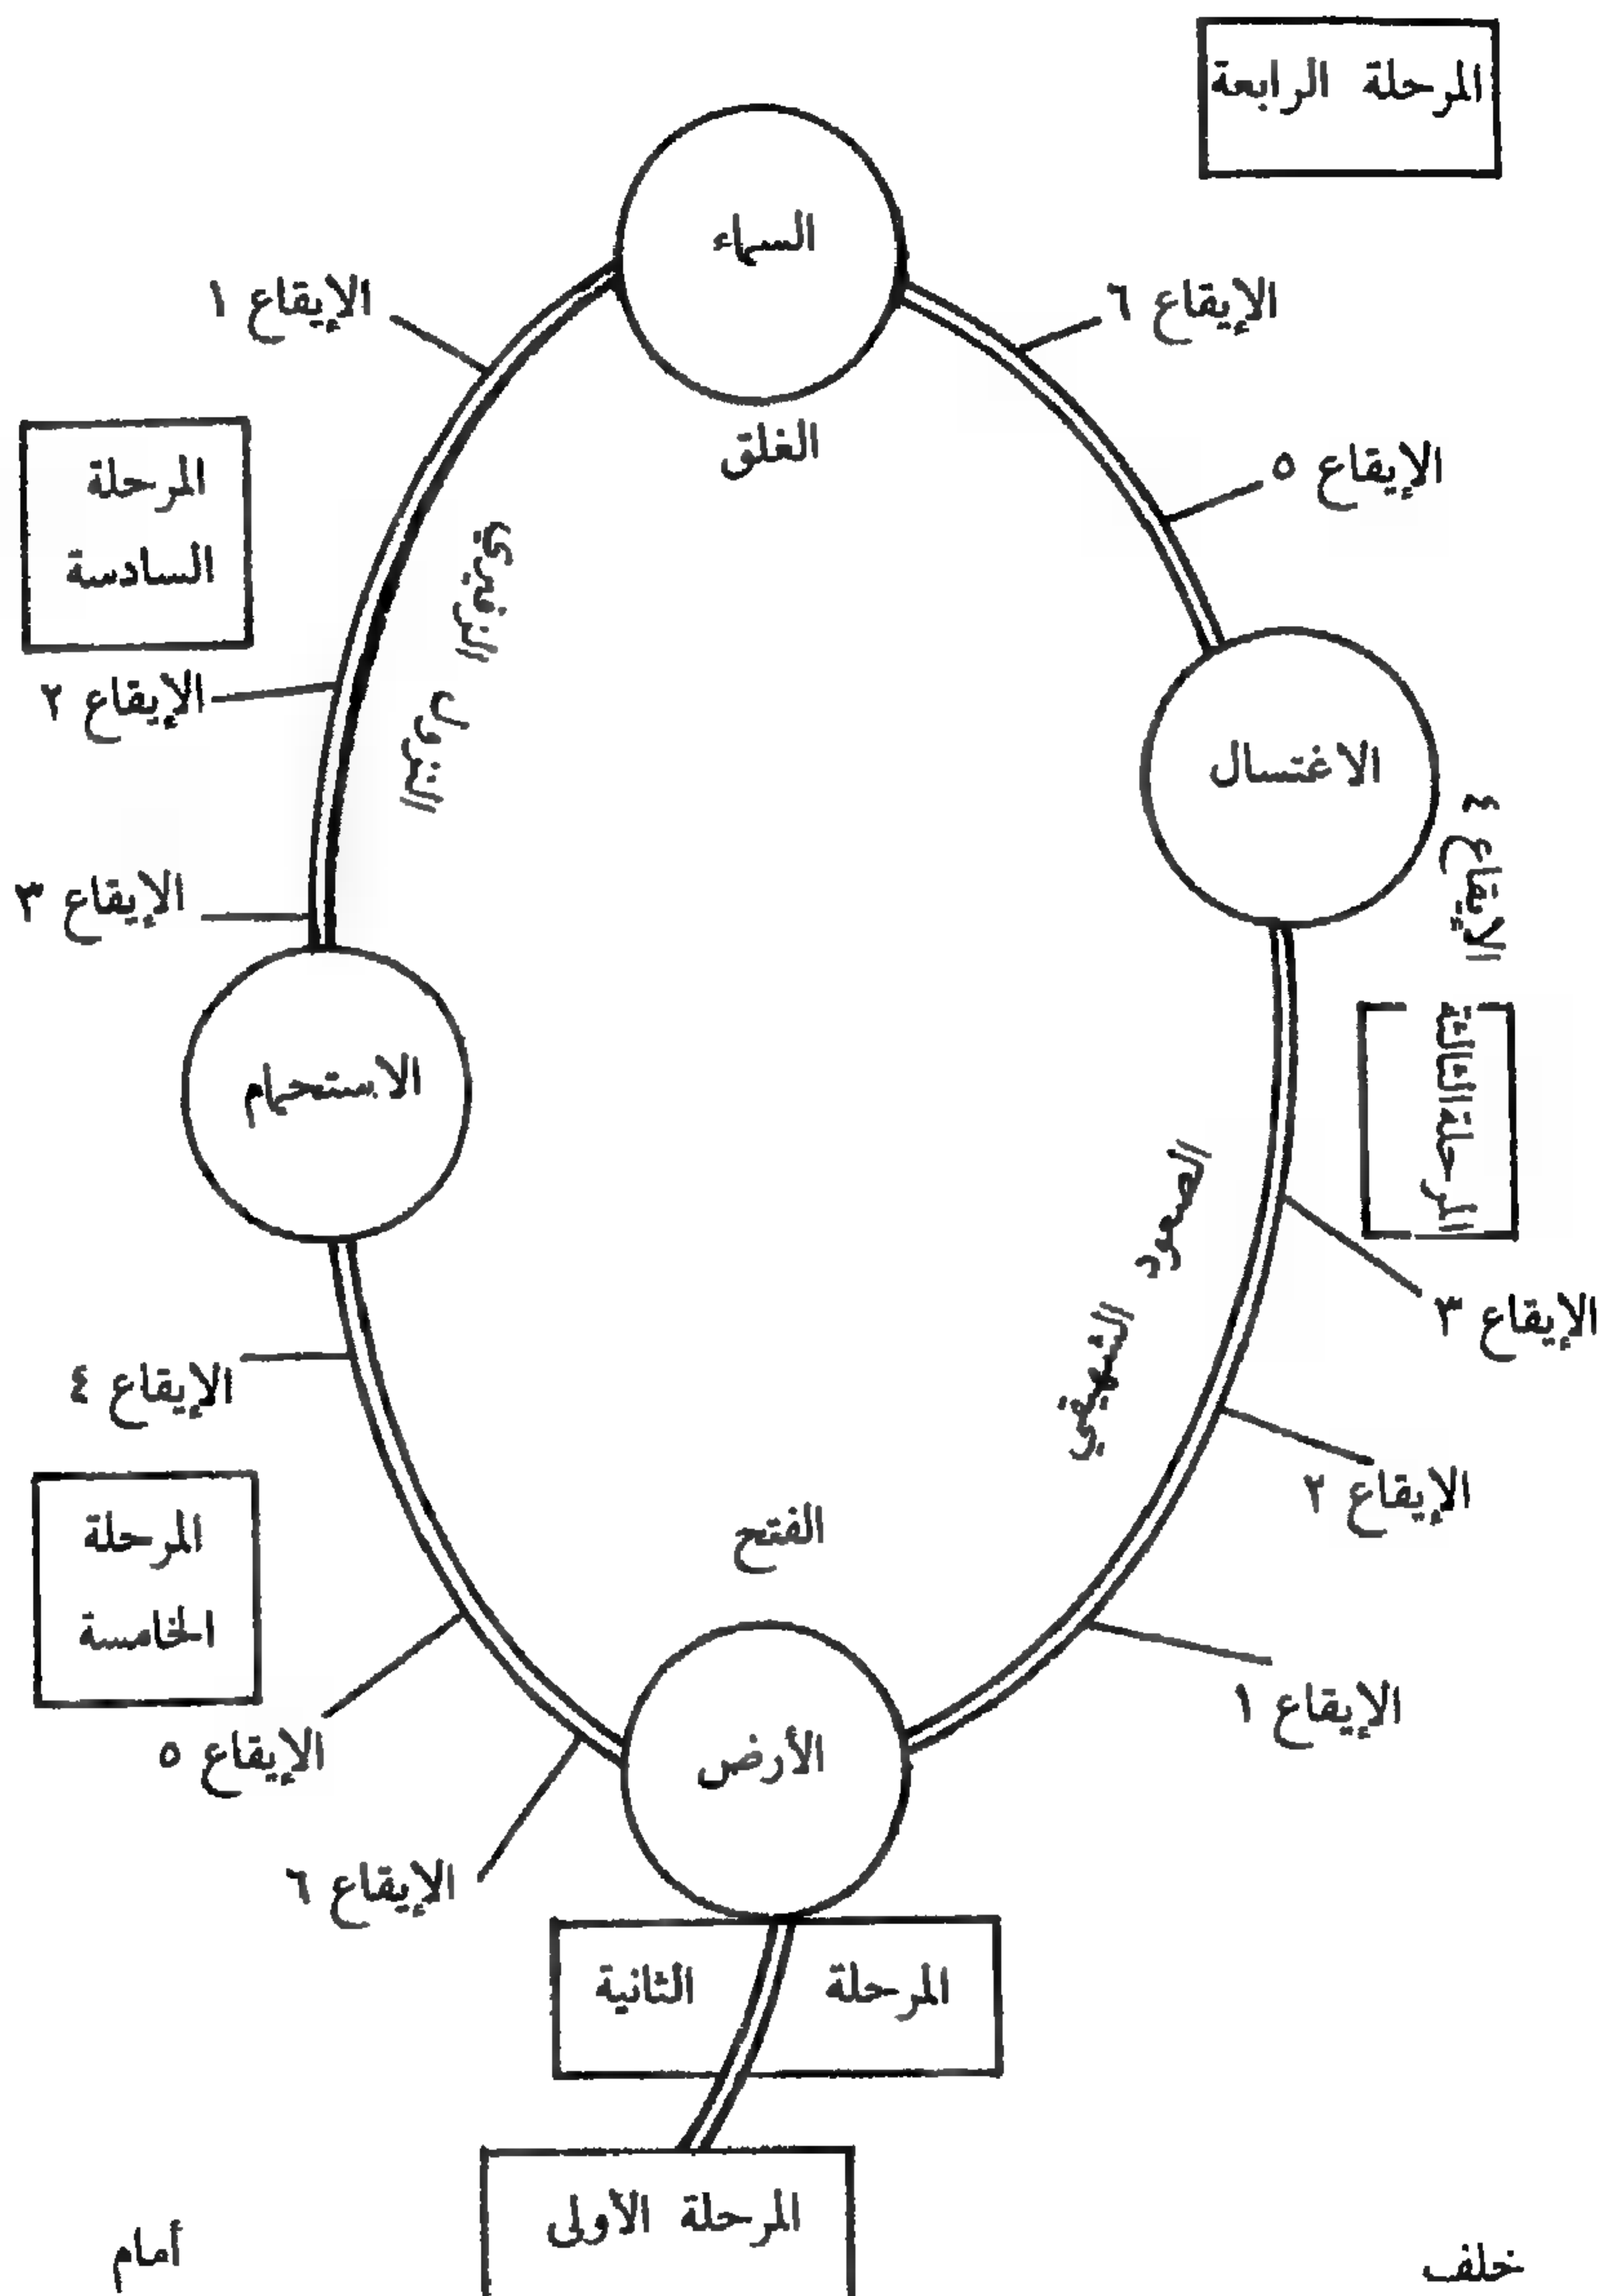 المرحلة الرابعة
السماء
الإيقاع ١
الإيقاع ٦
الغلق
الإيقاع ٥
المرحلة
السادسة
الزفيري
النزول
الإيقاع ٢
الاغتسال
الإيقاع ٤
الإيقاع ٣
الاستحمام
المرحلة الثالثة
الصعود
الشهيقي
الإيقاع ٣
الإيقاع ٤
الإيقاع ٢
المرحلة
الخامسة
الفتح
الإيقاع ١
الإيقاع ٥
الأرض
الإيقاع ٦
المرحلة الثانية
المرحلة الأولى
خلف
أمام